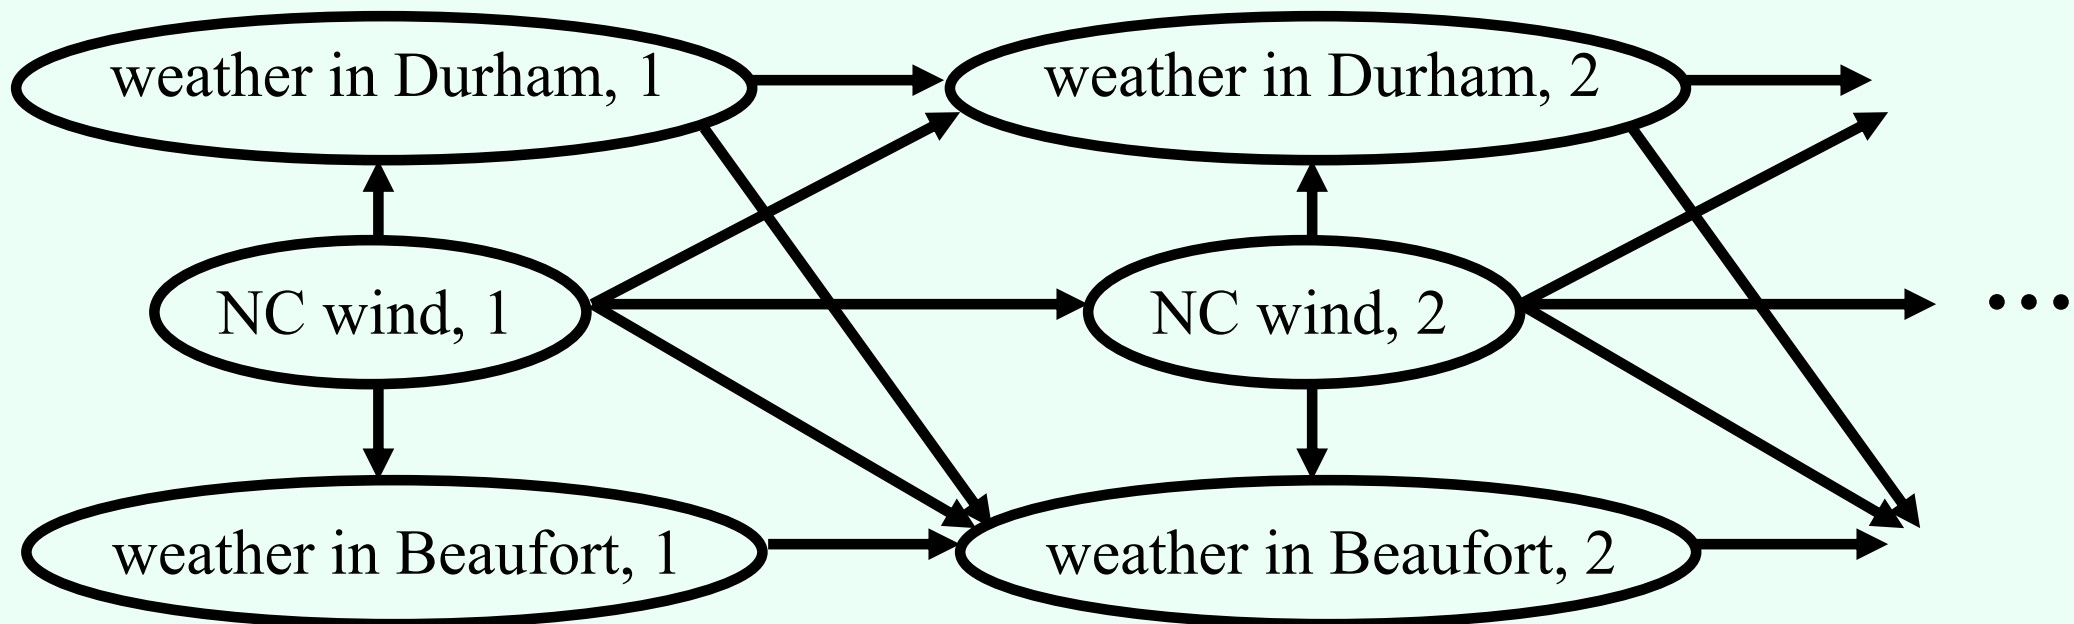 weather in Durham, 1
weather in Durham, 2
NC wind, 1
NC wind, 2
...
weather in Beaufort, 1
weather in Beaufort, 2